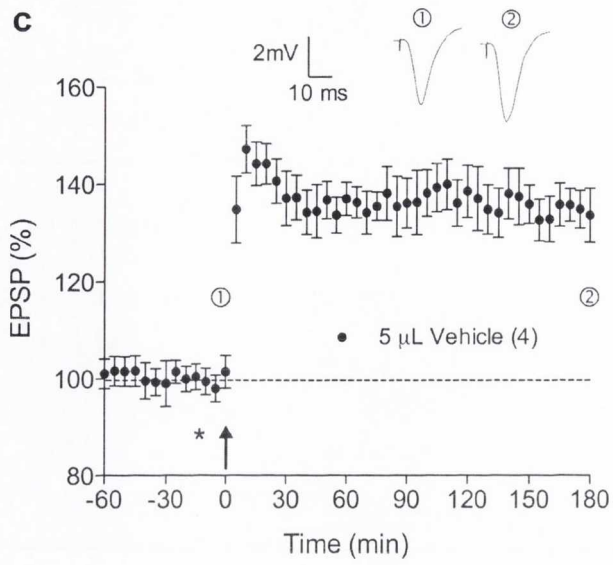 C
① ②
2mV
10 ms
160
140
120
100
80
EPSP (%)
① ②
5 μL Vehicle (4)
*
-60 -30 0 30 60 90 120 150 180
Time (min)